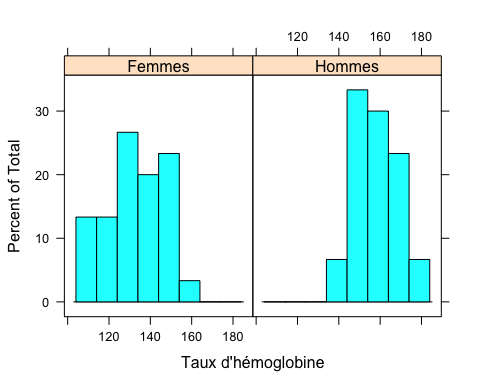 120 140 160 180
Femmes Hommes
30
20
10
0
Percent of Total
120 140 160 180
Taux d'hémoglobine